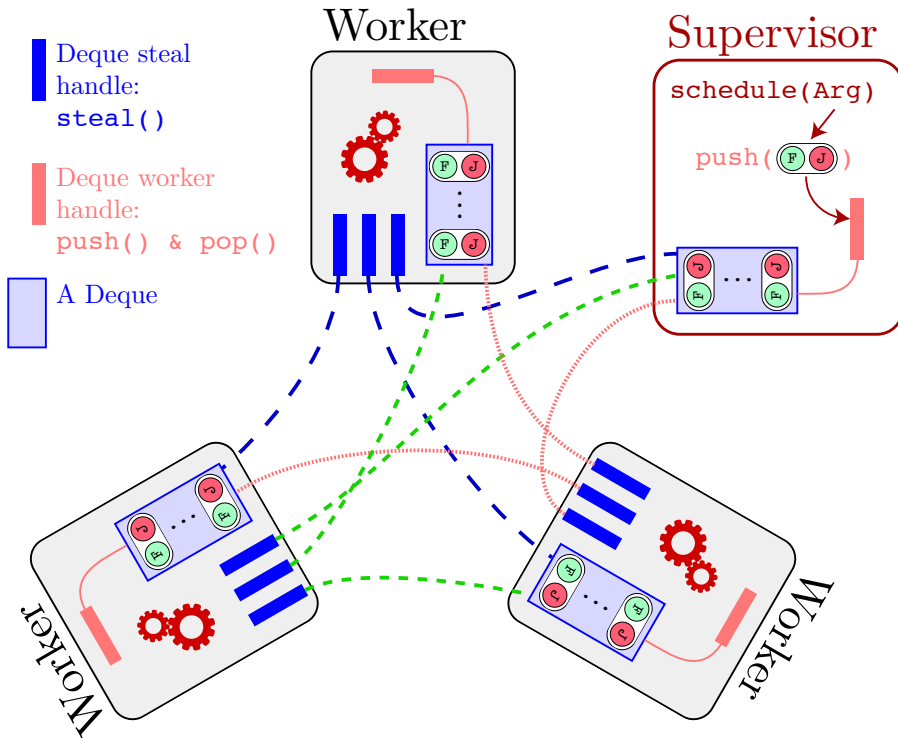 Worker
Supervisor
Deque steal
handle:
steal()
schedule(Arg)
push( F J )
Deque worker
handle:
push() & pop()
A Deque
F J
...
F J
J ... J
F F
J ... J
F F
Worker
F ... F
J J
Worker